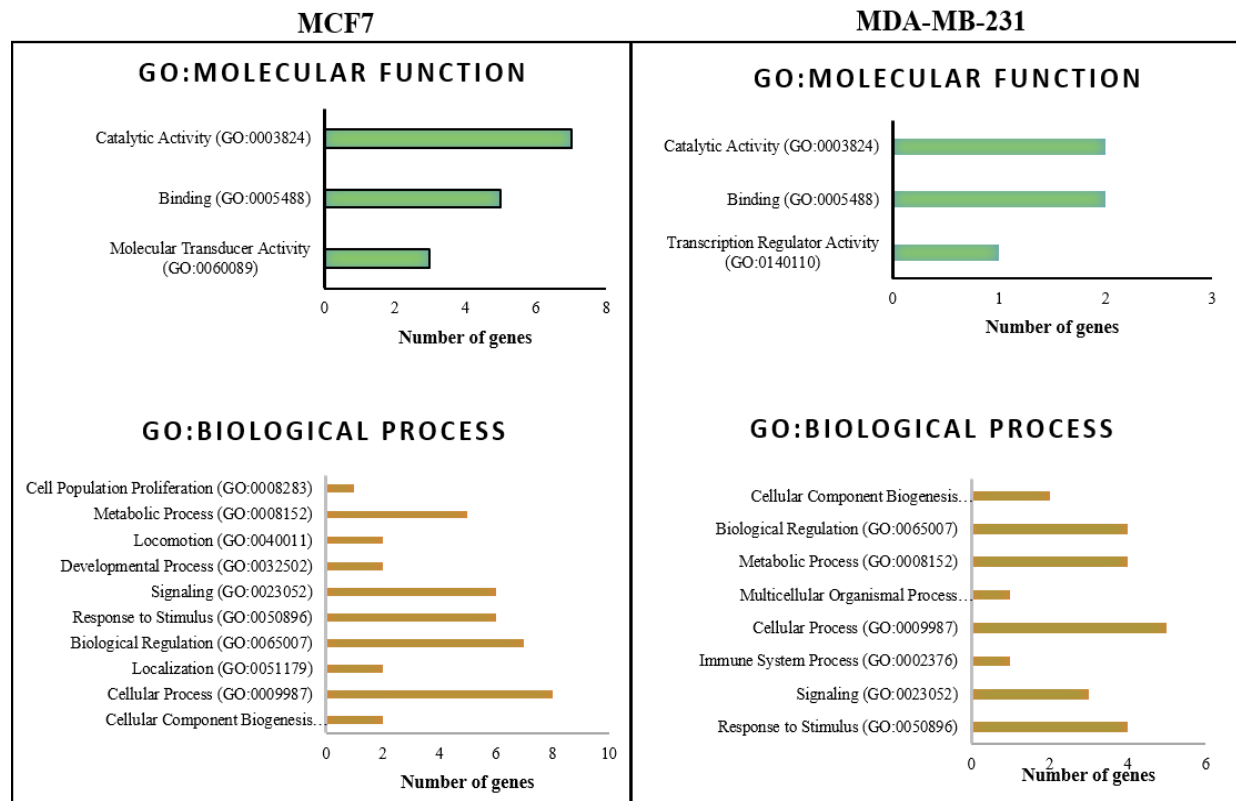 MCF7
GO:MOLECULAR FUNCTION
Catalytic Activity (GO:0003824)
Binding (GO:0005488)
Molecular Transducer Activity
(GO:0060089)
0 2 4 6 8
Number of genes
GO:BIOLOGICAL PROCESS
Cell Population Proliferation (GO:0008283)
Metabolic Process (GO:0008152)
Locomotion (GO:0040011)
Developmental Process (GO:0032502)
Signaling (GO:0023052)
Response to Stimulus (GO:0050896)
Biological Regulation (GO:0065007)
Localization (GO:0051179)
Cellular Process (GO:0009987)
Cellular Component Biogenesis…
0 2 4 6 8 10
Number of genes
MDA-MB-231
GO:MOLECULAR FUNCTION
Catalytic Activity (GO:0003824)
Binding (GO:0005488)
Transcription Regulator Activity
(GO:0140110)
0 1 2 3
Number of genes
GO:BIOLOGICAL PROCESS
Cellular Component Biogenesis…
Biological Regulation (GO:0065007)
Metabolic Process (GO:0008152)
Multicellular Organismal Process…
Cellular Process (GO:0009987)
Immune System Process (GO:0002376)
Signaling (GO:0023052)
Response to Stimulus (GO:0050896)
0 2 4 6
Number of genes